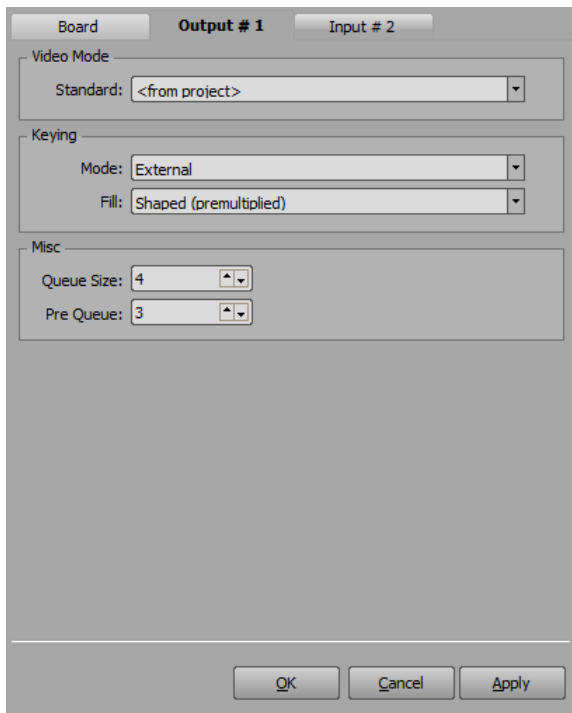 Board Output # 1 Input # 2
Video Mode
Standard: <from project>
Keying
Mode: External
Fill: Shaped (premultiplied)
Misc
Queue Size: 4
Pre Queue: 3
OK Cancel Apply